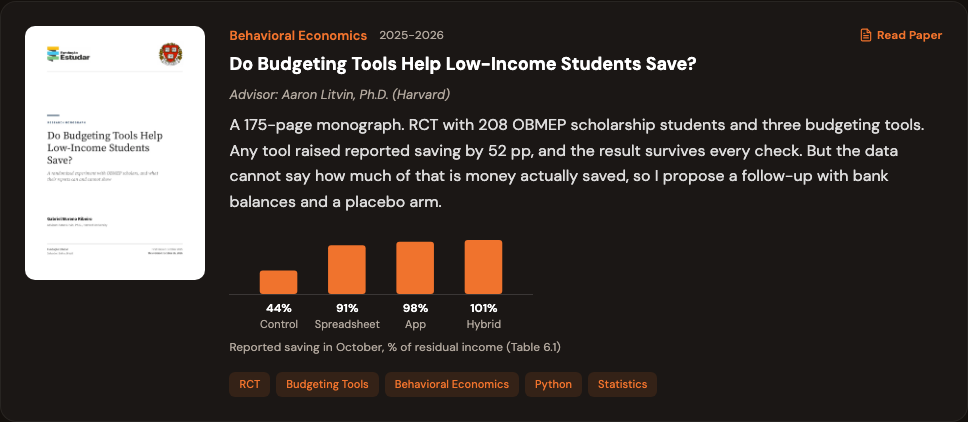 Behavioral Economics 2025-2026
Read Paper
Do Budgeting Tools Help Low-Income Students Save?
Advisor: Aaron Litvin, Ph.D. (Harvard)
A 175-page monograph. RCT with 208 OBMEP scholarship students and three budgeting tools.
Any tool raised reported saving by 52 pp, and the result survives every check. But the data
cannot say how much of that is money actually saved, so I propose a follow-up with bank
balances and a placebo arm.
Estudar
Do Budgeting Tools Help
Low-Income Students
Save?
Gabriel Moreno Ribeiro
44% 91% 98% 101%
Control Spreadsheet App Hybrid
Reported saving in October, % of residual income (Table 6.1)
RCT Budgeting Tools Behavioral Economics Python Statistics